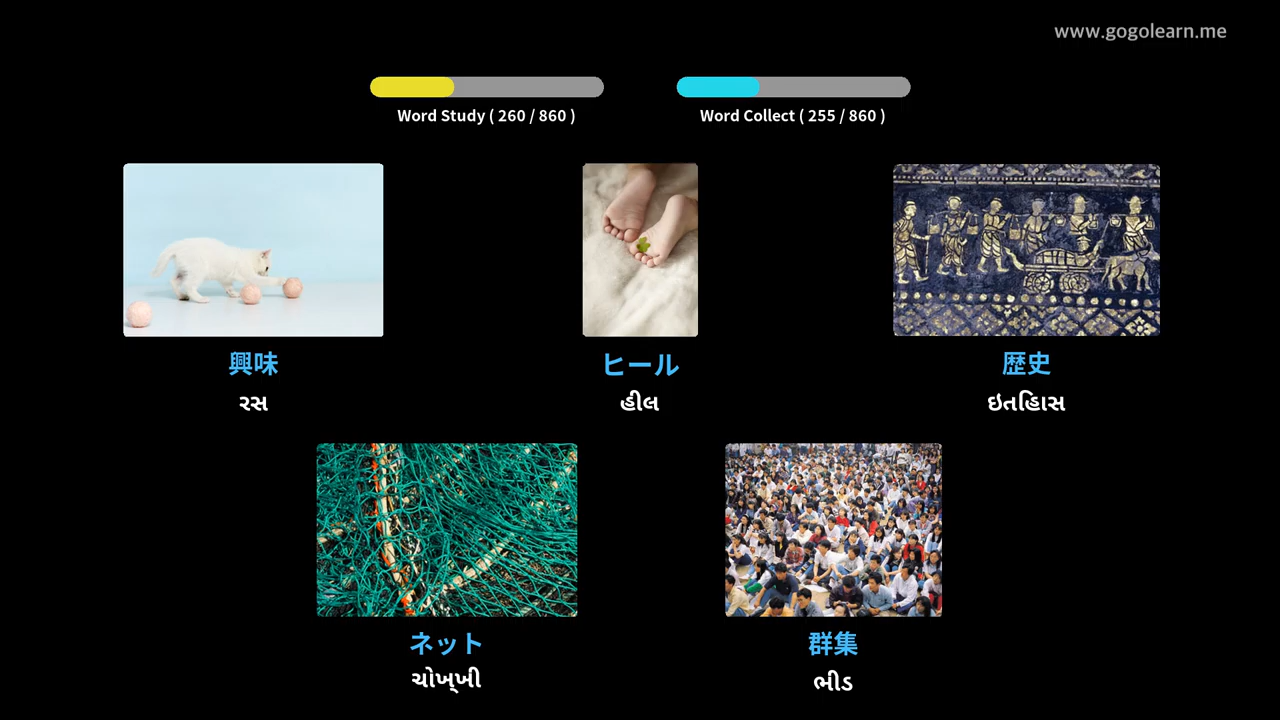 www.gogolearn.me
Word Study ( 260 / 860 )
Word Collect ( 255 / 860 )
興味
રસ
ヒール
હીલ
歴史
ઇતિહાસ
ネット
ચોખ્ખી
群集
ભીડ